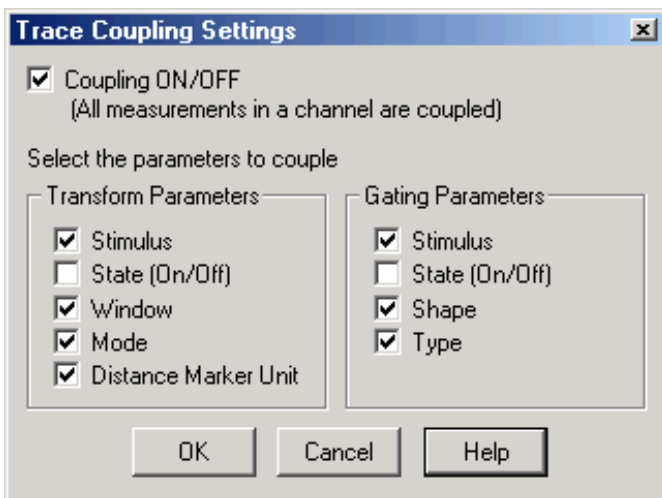 Trace Coupling Settings
Coupling ON/OFF
(All measurements in a channel are coupled)
Select the parameters to couple
Transform Parameters
Stimulus
State (On/Off)
Window
Mode
Distance Marker Unit
Gating Parameters
Stimulus
State (On/Off)
Shape
Type
OK
Cancel
Help